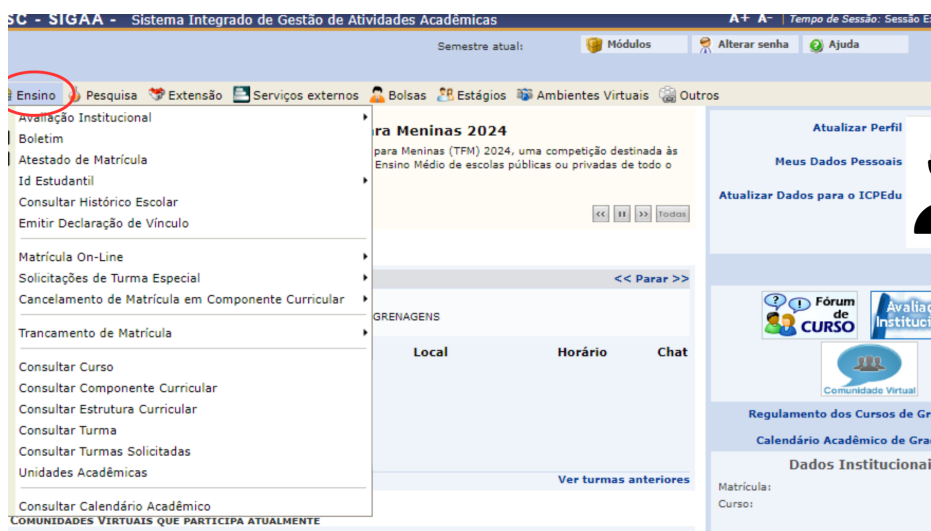 SC - SIGAA - Sistema Integrado de Gestão de Atividades Acadêmicas A+ A- | Tempo de Sessão: Sessão E
Semestre atual: Módulos Alterar senha Ajuda
Ensino Pesquisa Extensão Serviços externos Bolsas Estágios Ambientes Virtuais Outros
Avaliação Institucional
Boletim
Atestado de Matrícula
Id Estudantil
Consultar Histórico Escolar
Emitir Declaração de Vínculo
Matrícula On-Line
Solicitações de Turma Especial
Cancelamento de Matrícula em Componente Curricular
Trancamento de Matrícula
Consultar Curso
Consultar Componente Curricular
Consultar Estrutura Curricular
Consultar Turma
Consultar Turmas Solicitadas
Unidades Acadêmicas
Consultar Calendário Acadêmico
ra Meninas 2024
para Meninas (TFM) 2024, uma competição destinada às
Ensino Médio de escolas públicas ou privadas de todo o
<< II >> Todas
<< Parar >>
GRENAGENS
Local Horário Chat
Ver turmas anteriores
COMUNIDADES VIRTUAIS QUE PARTICIPA ATUALMENTE
Atualizar Perfil
Meus Dados Pessoais
Atualizar Dados para o ICPEdu
Fórum
de
CURSO
Avaliaç
Instituci
Comunidade Virtual
Regulamento dos Cursos de Gr
Calendário Acadêmico de Gra
Dados Institucionai
Matrícula:
Curso: